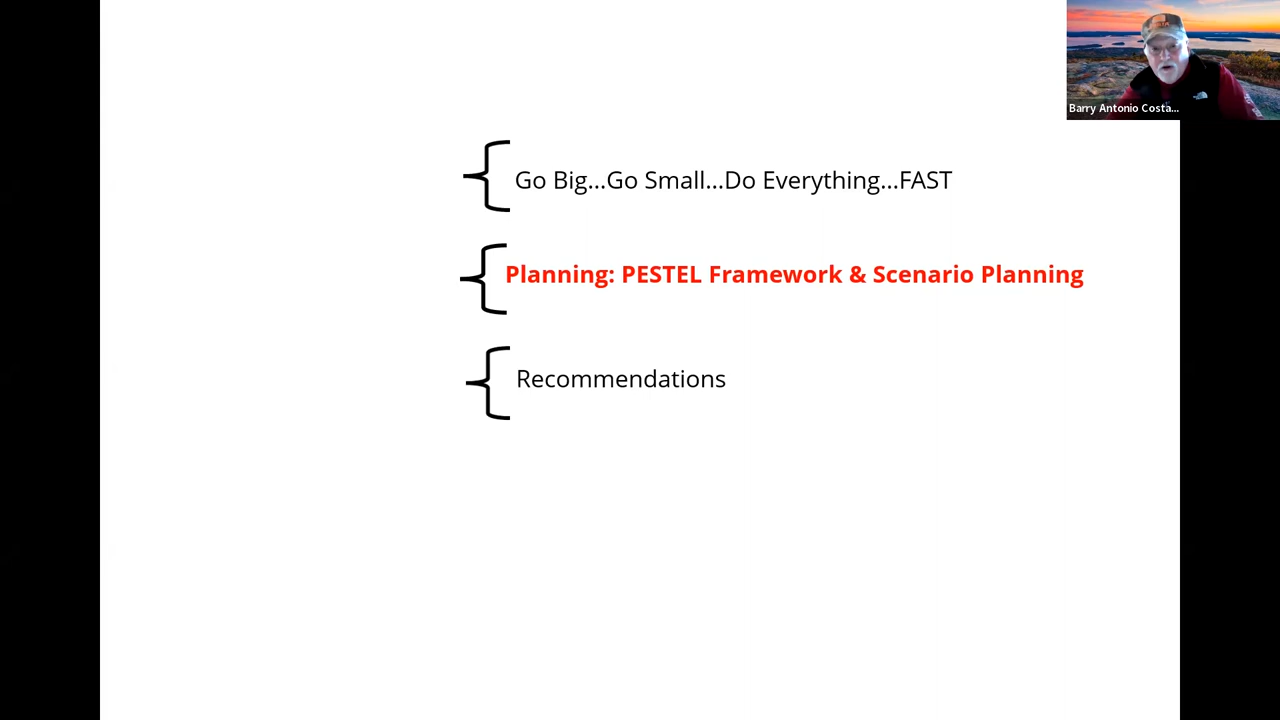 Barry Antonio Costa...
Go Big...Go Small...Do Everything...FAST
Planning: PESTEL Framework & Scenario Planning
Recommendations